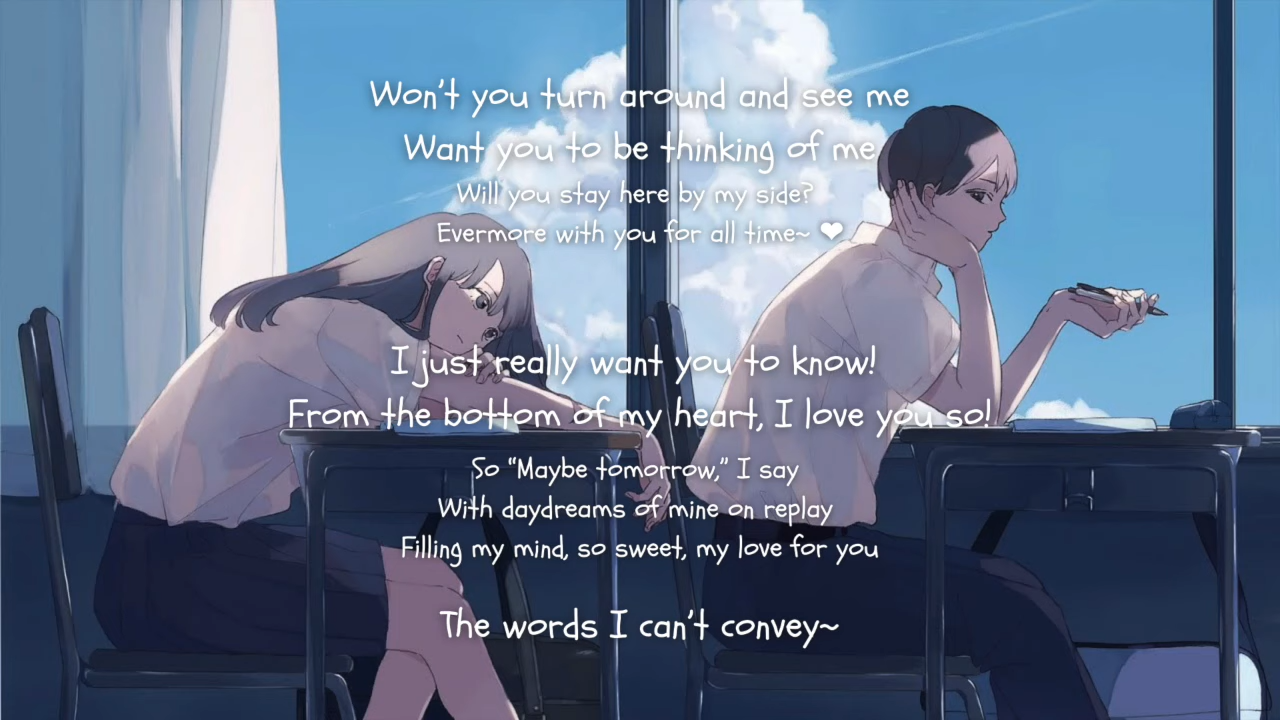 Won't you turn around and see me
Want you to be thinking of me
Will you stay here by my side?
Evermore with you for all time~ ❤
I just really want you to know!
From the bottom of my heart, I love you so!
So “Maybe tomorrow,” I say
With daydreams of mine on replay
Filling my mind, so sweet, my love for you
The words I can't convey~